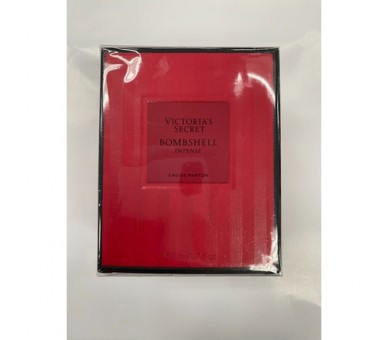 VICTORIA'S
SECRET
BOMBSHELL
INTENSE
EAU DE PARFUM